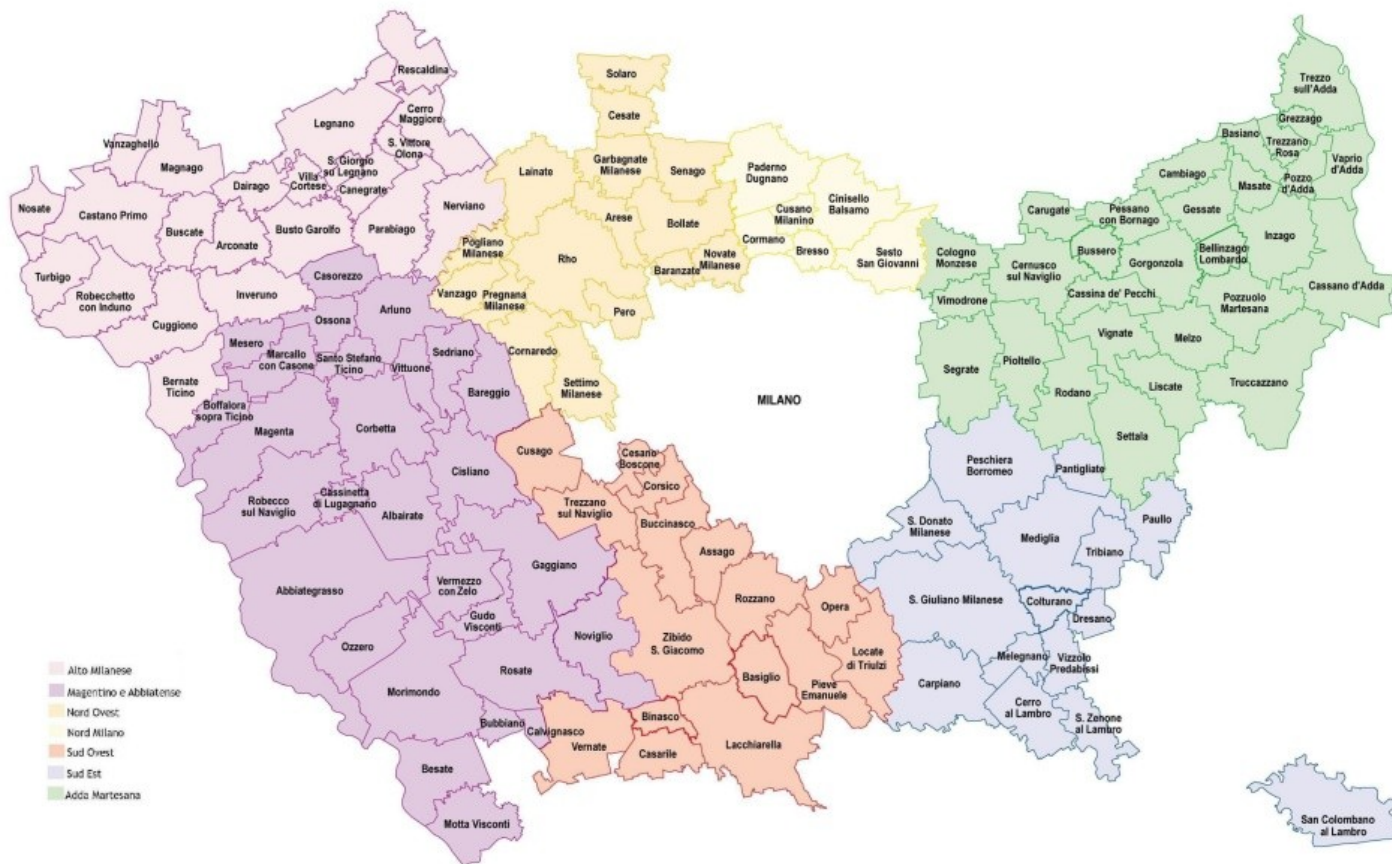 Rescaldina
Solaro
Trezzo
sull'Adda
Cesate
Cerro
Maggiore
Legnano
Grezzago
Vanzaghello
S. Vittore
Olona
Basiano
Trezzano
Rosa
Magnago
S. Giorgio
su Legnano
Garbagnate
Milanese
Senago
Paderno
Dugnano
Vaprio
d'Adda
Lainate
Cambiago
Pozzo
d'Adda
Dairago
Villa
Cortese
Canegrate
Masate
Cinisello
Balsamo
Nosate
Castano Primo
Nerviano
Arese
Bollate
Cusano
Milanino
Carugate
Pessano
con Bornago
Gessate
Buscate
Arconate
Busto Garolfo
Parabiago
Inzago
Cormano
Pogliano
Milanese
Rho
Baranzate
Novate
Milanese
Bresso
Sesto
San Giovanni
Cologno
Monzese
Cernusco
sul Naviglio
Bussero
Gorgonzola
Bellinzago
Lombardo
Turbigo
Casorezzo
Robecchetto
con Induno
Inveruno
Arluno
Vanzago
Pregnana
Milanese
Vimodrone
Cassina de' Pecchi
Pozzuolo
Martesana
Cassano d'Adda
Cuggiono
Ossona
Pero
Vignate
Melzo
Mesero
Marcallo
con Casone
Santo Stefano
Ticino
Vittuone
Sedriano
Cornaredo
Segrate
Pioltello
Bernate
Ticino
Settimo
Milanese
Rodano
Liscate
Truccazzano
Bareggio
MILANO
Boffalora
sopra Ticino
Magenta
Corbetta
Settala
Cusago
Cesano
Boscone
Peschiera
Borromeo
Pantigliate
Cisliano
Corsico
Robecco
sul Naviglio
Cassinetta
di Lugagnano
Albairate
Trezzano
sul Naviglio
Buccinasco
S. Donato
Milanese
Mediglia
Paullo
Assago
Tribiano
Abbiategrasso
Vermezzo
con Zelo
Gaggiano
Rozzano
Opera
S. Giuliano Milanese
Colturano
Gudo
Visconti
Dresano
Ozzero
Noviglio
Zibido
S. Giacomo
Locate
di Triulzi
Melegnano
Vizzolo
Predabissi
Rosate
Basiglio
Pieve
Emanuele
Carpiano
Morimondo
Cerro
al Lambro
Binasco
S. Zenone
al Lambro
Bubbiano
Calvignasco
Vernate
Casarile
Lacchiarella
Besate
Motta Visconti
San Colombano
al Lambro
Alto Milanese
Magentino e Abbiatense
Nord Ovest
Nord Milano
Sud Ovest
Sud Est
Adda Martesana